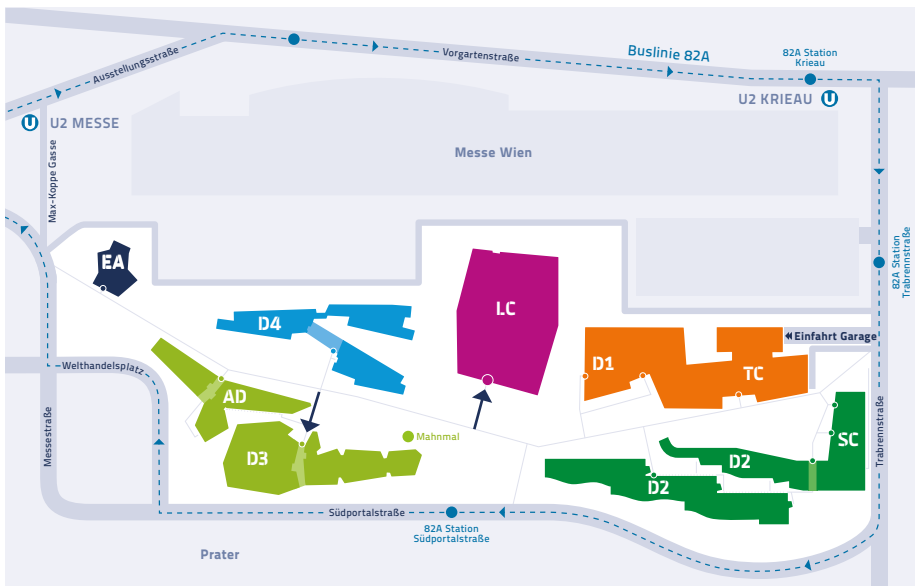 Buslinie 82A
82A Station
Krieau
Vorgartenstraße
Ausstellungsstraße
U2 KRIEAU U
U U2 MESSE
Messe Wien
Max-Koppe Gasse
82A Station
Trabrennstraße
EA
LC
D4
Einfahrt Garage
D1
TC
Welthandelsplatz
AD
Messestraße
Mahnmal
D3
D2
SC
D2
Trabrennstraße
Südportalstraße
82A Station
Südportalstraße
Prater